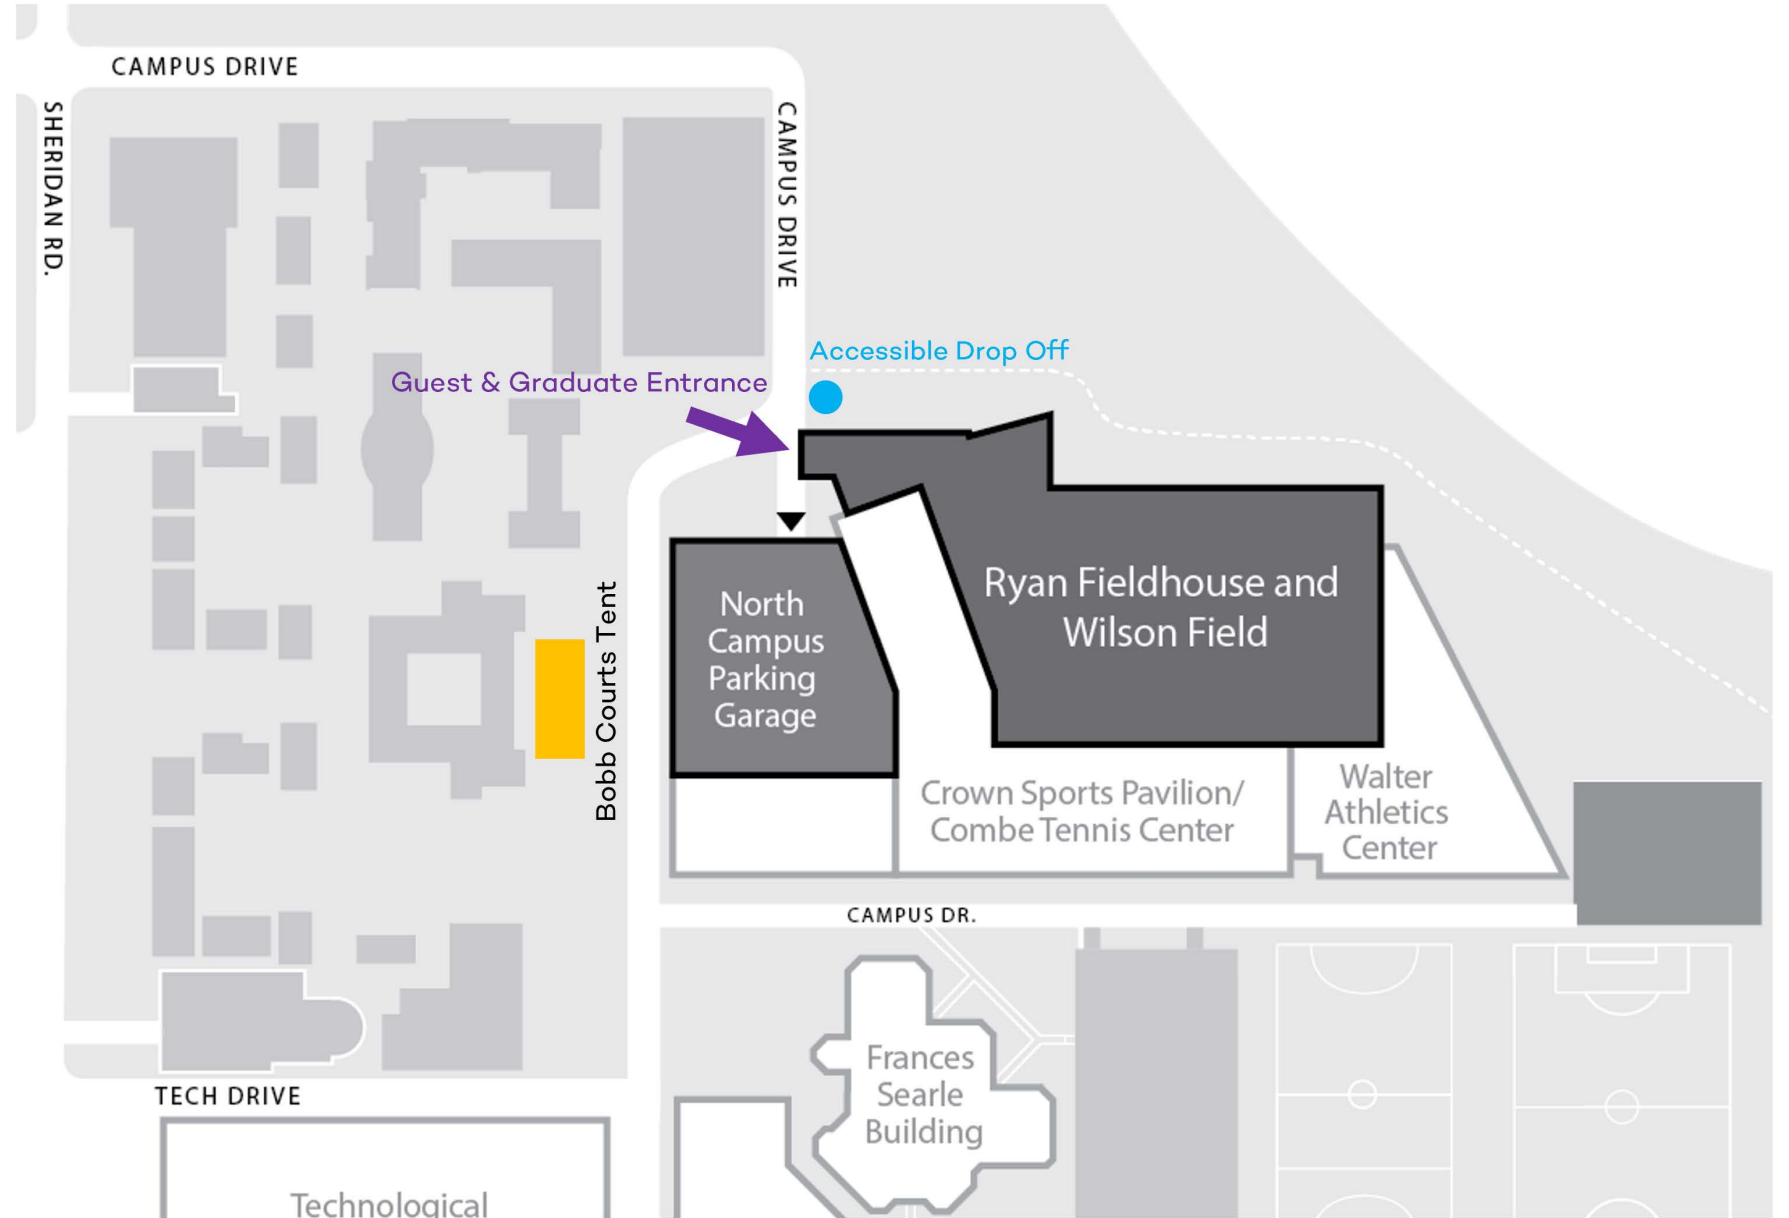 CAMPUS DRIVE
SHERIDAN RD.
CAMPUS DRIVE
Accessible Drop Off
Guest & Graduate Entrance
Ryan Fieldhouse and
Wilson Field
North
Campus
Parking
Garage
Bobb Courts Tent
Crown Sports Pavilion/
Combe Tennis Center
Walter
Athletics
Center
CAMPUS DR.
Frances
Searle
Building
TECH DRIVE
Technological